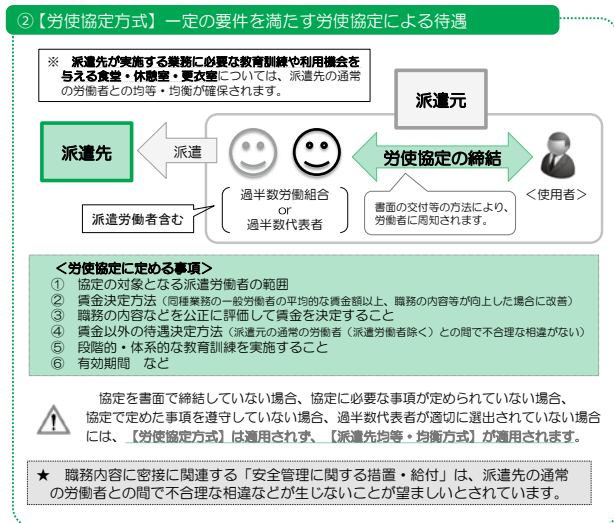 ②【労使協定方式】一定の要件を満たす労使協定による待遇
※　派遣先が実施する業務に必要な教育訓練や利用機会を
与える食堂・休憩室・更衣室については、派遣先の通常
の労働者との均等・均衡が確保されます。
派遣元
派遣先
派遣
労使協定の締結
過半数労働組合
or
過半数代表者
書面の交付等の方法により、
労働者に周知されます。
＜使用者＞
派遣労働者含む
＜労使協定に定める事項＞
①　協定の対象となる派遣労働者の範囲
②　賃金決定方法（同種業務の一般労働者の平均的な賃金額以上、職務の内容等が向上した場合に改善）
③　職務の内容などを公正に評価して賃金を決定すること
④　賃金以外の待遇決定方法（派遣元の通常の労働者（派遣労働者除く）との間で不合理な相違がない）
⑤　段階的・体系的な教育訓練を実施すること
⑥　有効期間　など
協定を書面で締結していない場合、協定に必要な事項が定められていない場合、
協定で定めた事項を遵守していない場合、過半数代表者が適切に選出されていない場合
には、【労使協定方式】は適用されず、【派遣先均等・均衡方式】が適用されます。
★　職務内容に密接に関連する「安全管理に関する措置・給付」は、派遣先の通常
の労働者との間で不合理な相違などが生じないことが望ましいとされています。